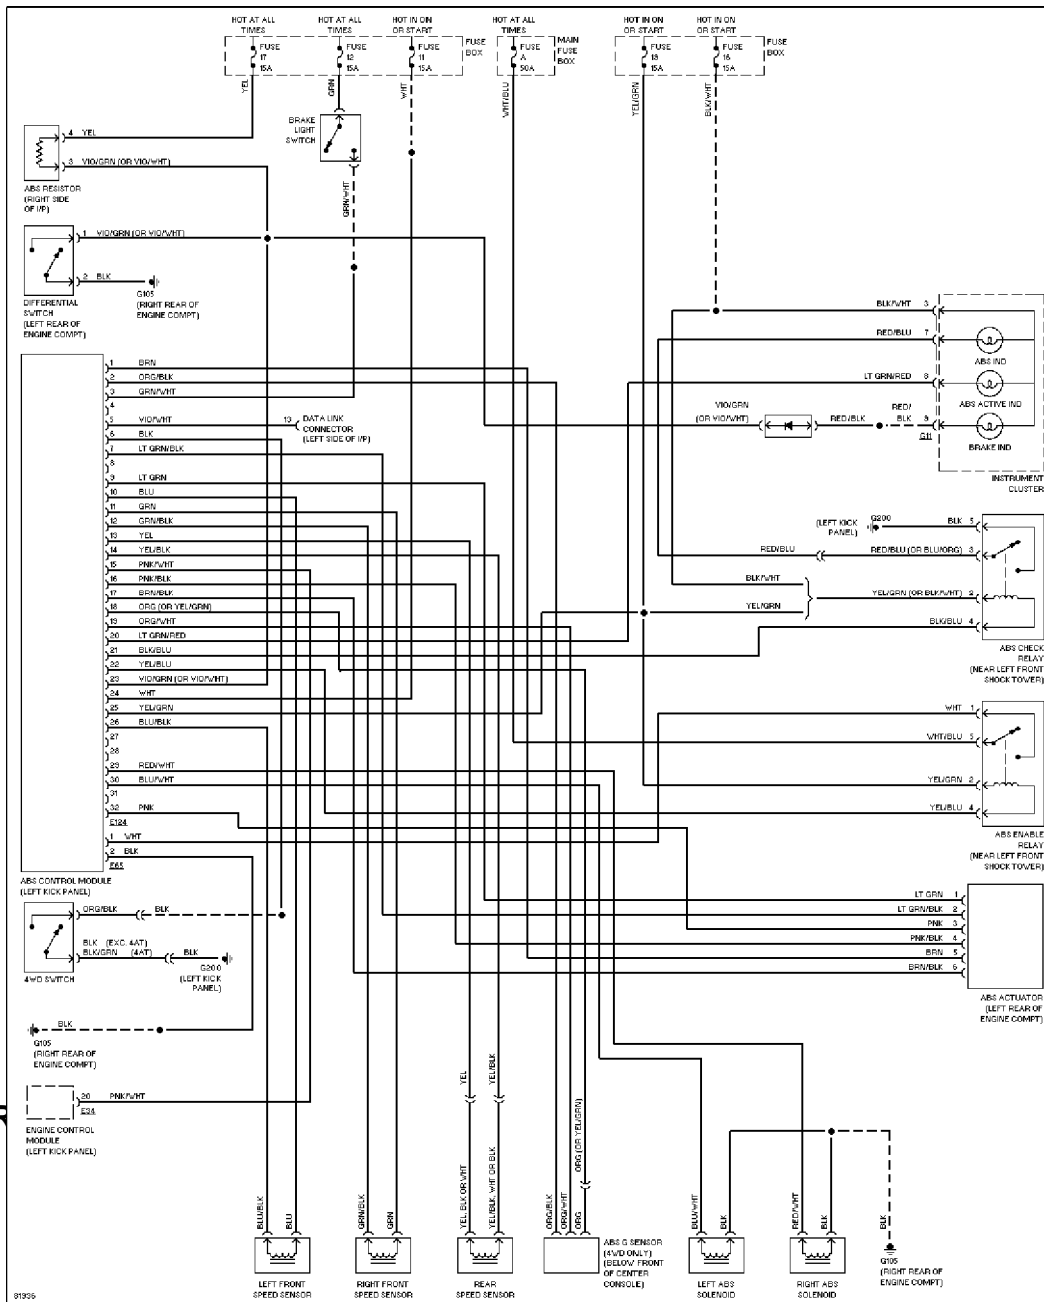 HOT AT ALL TIMES
HOT AT ALL TIMES
HOT IN ON OR START
HOT AT ALL TIMES
HOT IN ON OR START
HOT IN ON OR START
FUSE 17 15A
FUSE 12 15A
FUSE 11 15A
FUSE BOX
FUSE A 50A
MAIN FUSE BOX
FUSE 18 15A
FUSE 16 15A
FUSE BOX
YEL
GRN
WHT
WHT/BLU
YEL/GRN
BLK/WHT
BRAKE LIGHT SWITCH
GRN/WHT
4 YEL
3 VIO/GRN (OR VIO/WHT)
ABS RESISTOR
(RIGHT SIDE
OF I/P)
1 VIO/GRN (OR VIO/WHT)
2 BLK
G105
(RIGHT REAR OF
ENGINE COMPT)
DIFFERENTIAL
SWITCH
(LEFT REAR OF
ENGINE COMPT)
1 BRN
2 ORG/BLK
3 GRN/WHT
4
5 VIO/WHT
6 BLK
7 LT GRN/BLK
8
9 LT GRN
10 BLU
11 GRN
12 GRN/BLK
13 YEL
14 YEL/BLK
15 PNK/WHT
16 PNK/BLK
17 BRN/BLK
18 ORG (OR YEL/GRN)
19 ORG/WHT
20 LT GRN/RED
21 BLK/BLU
22 YEL/BLU
23 VIO/GRN (OR VIO/WHT)
24 WHT
25 YEL/GRN
26 BLU/BLK
27
28
29 RED/WHT
30 BLU/WHT
31
32 PNK
E124
1 WHT
2 BLK
E65
ABS CONTROL MODULE
(LEFT KICK PANEL)
13 DATA LINK
CONNECTOR
(LEFT SIDE OF I/P)
BLK/WHT 3
RED/BLU 7
ABS IND
LT GRN/RED 8
ABS ACTIVE IND
VIO/GRN
(OR VIO/WHT)
RED/BLK
RED/
BLK 9
G11
BRAKE IND
INSTRUMENT
CLUSTER
(LEFT KICK
PANEL)
G200
BLK 5
RED/BLU
RED/BLU (OR BLU/ORG) 3
BLK/WHT
YEL/GRN
YEL/GRN (OR BLK/WHT) 2
BLK/BLU 4
ABS CHECK
RELAY
(NEAR LEFT FRONT
SHOCK TOWER)
WHT 1
WHT/BLU 5
YEL/GRN 2
YEL/BLU 4
ABS ENABLE
RELAY
(NEAR LEFT FRONT
SHOCK TOWER)
LT GRN 1
LT GRN/BLK 2
PNK 3
PNK/BLK 4
BRN 5
BRN/BLK 6
ABS ACTUATOR
(LEFT REAR OF
ENGINE COMPT)
ORG/BLK BLK
BLK (EXC. 4AT)
BLK/GRN (4AT) BLK
4WD SWITCH
G200
(LEFT KICK
PANEL)
BLK
G105
(RIGHT REAR OF
ENGINE COMPT)
20 PNK/WHT
E34
ENGINE CONTROL
MODULE
(LEFT KICK PANEL)
YEL
YEL/BLK
ORG (OR YEL/GRN)
BLU/BLK
BLU
GRN/BLK
GRN
YEL, BLK OR WHT
YEL/BLK, WHT OR BLK
ORG/BLK
ORG/WHT
ORG
BLU/WHT
BLK
RED/WHT
BLK
BLK
LEFT FRONT
SPEED SENSOR
RIGHT FRONT
SPEED SENSOR
REAR
SPEED SENSOR
ABS G SENSOR
(4WD ONLY)
(BELOW FRONT
OF CENTER
CONSOLE)
LEFT ABS
SOLENOID
RIGHT ABS
SOLENOID
G105
(RIGHT REAR OF
ENGINE COMPT)
81936